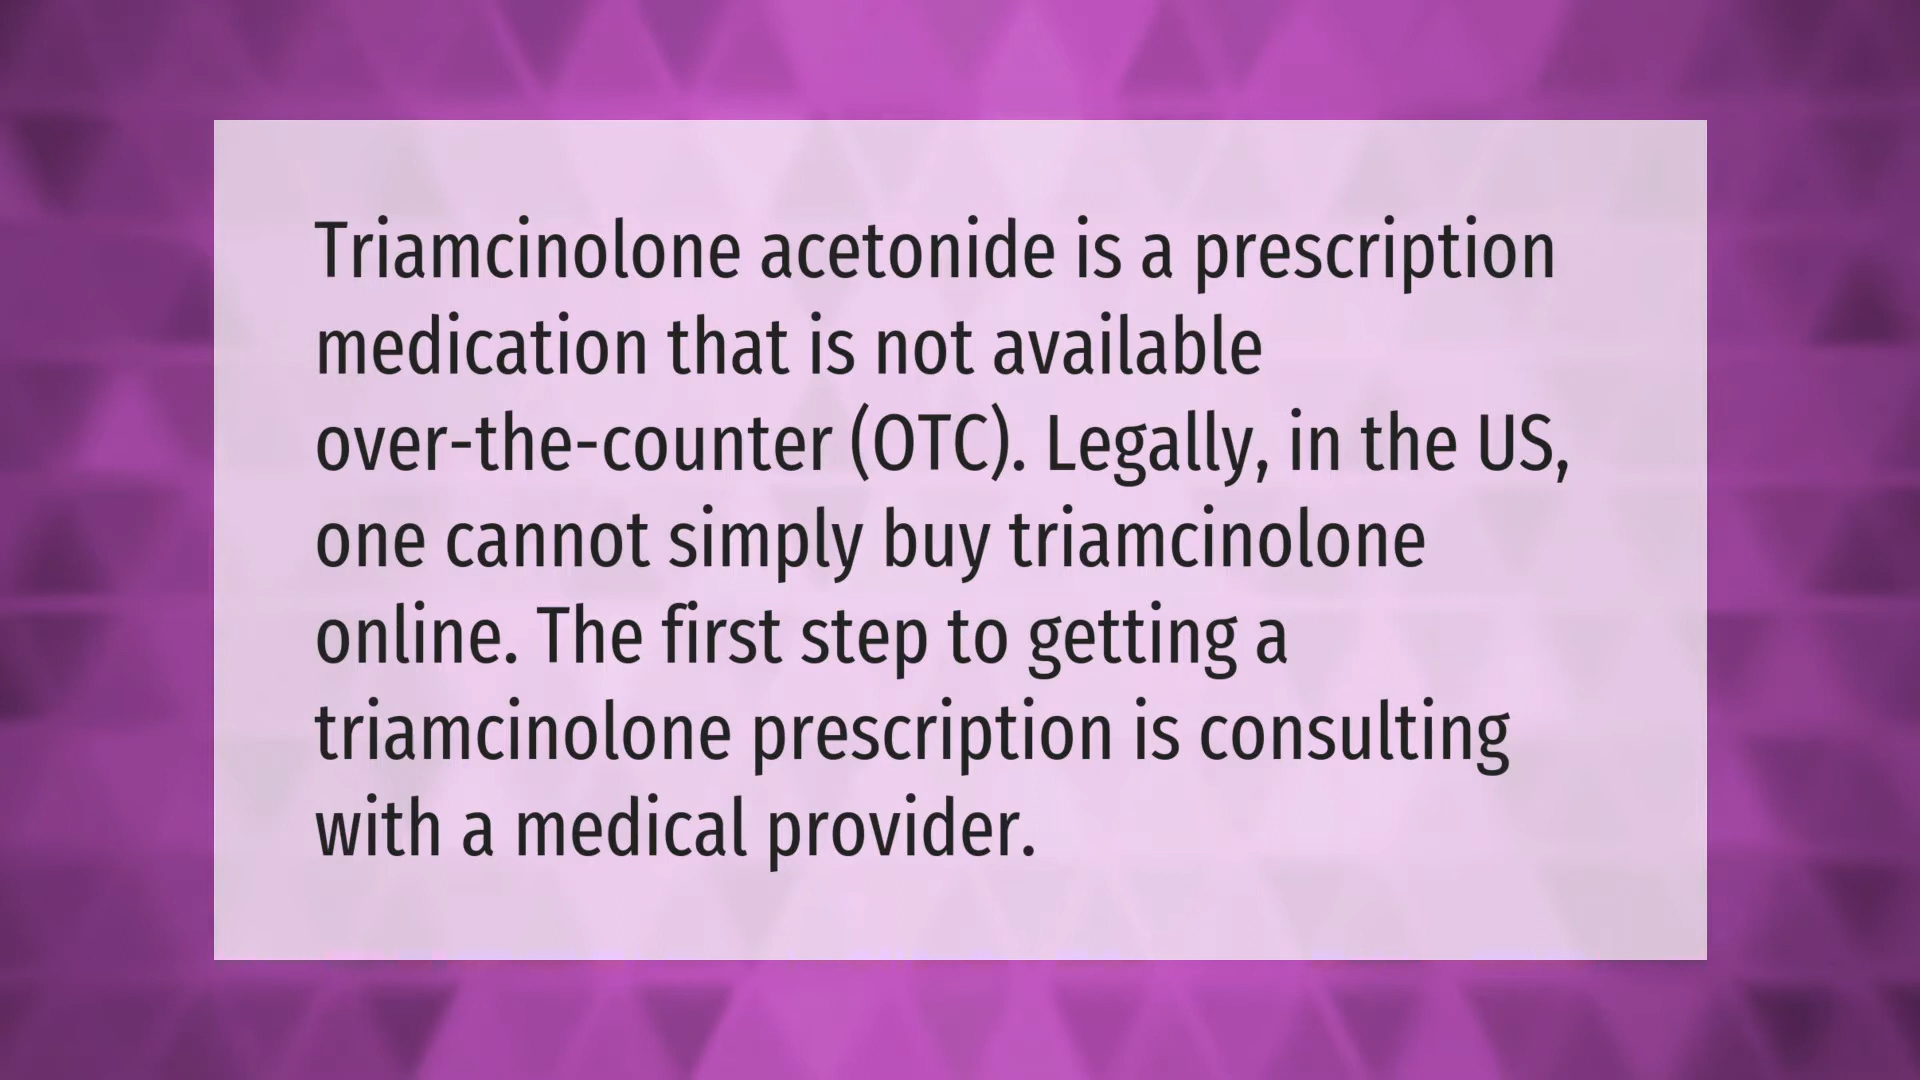 Triamcinolone acetonide is a prescription
medication that is not available
over-the-counter (OTC). Legally, in the US,
one cannot simply buy triamcinolone
online. The first step to getting a
triamcinolone prescription is consulting
with a medical provider.